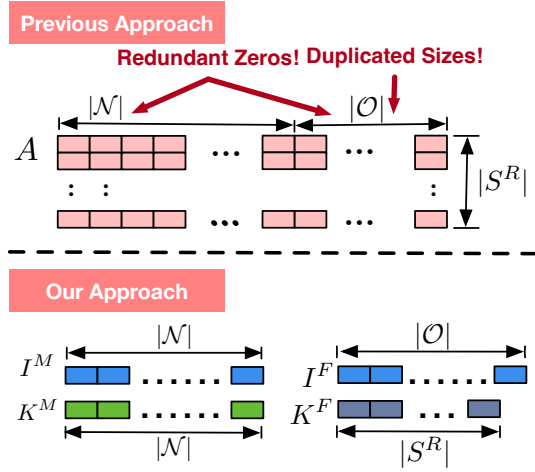 Previous Approach
Redundant Zeros! Duplicated Sizes!
|𝒩| |𝒪|
A ...  ...
: : : |S^R|
... ...
Our Approach
|𝒩| |𝒪|
I^M ...... I^F ......
K^M ...... K^F ...
|𝒩| |S^R|